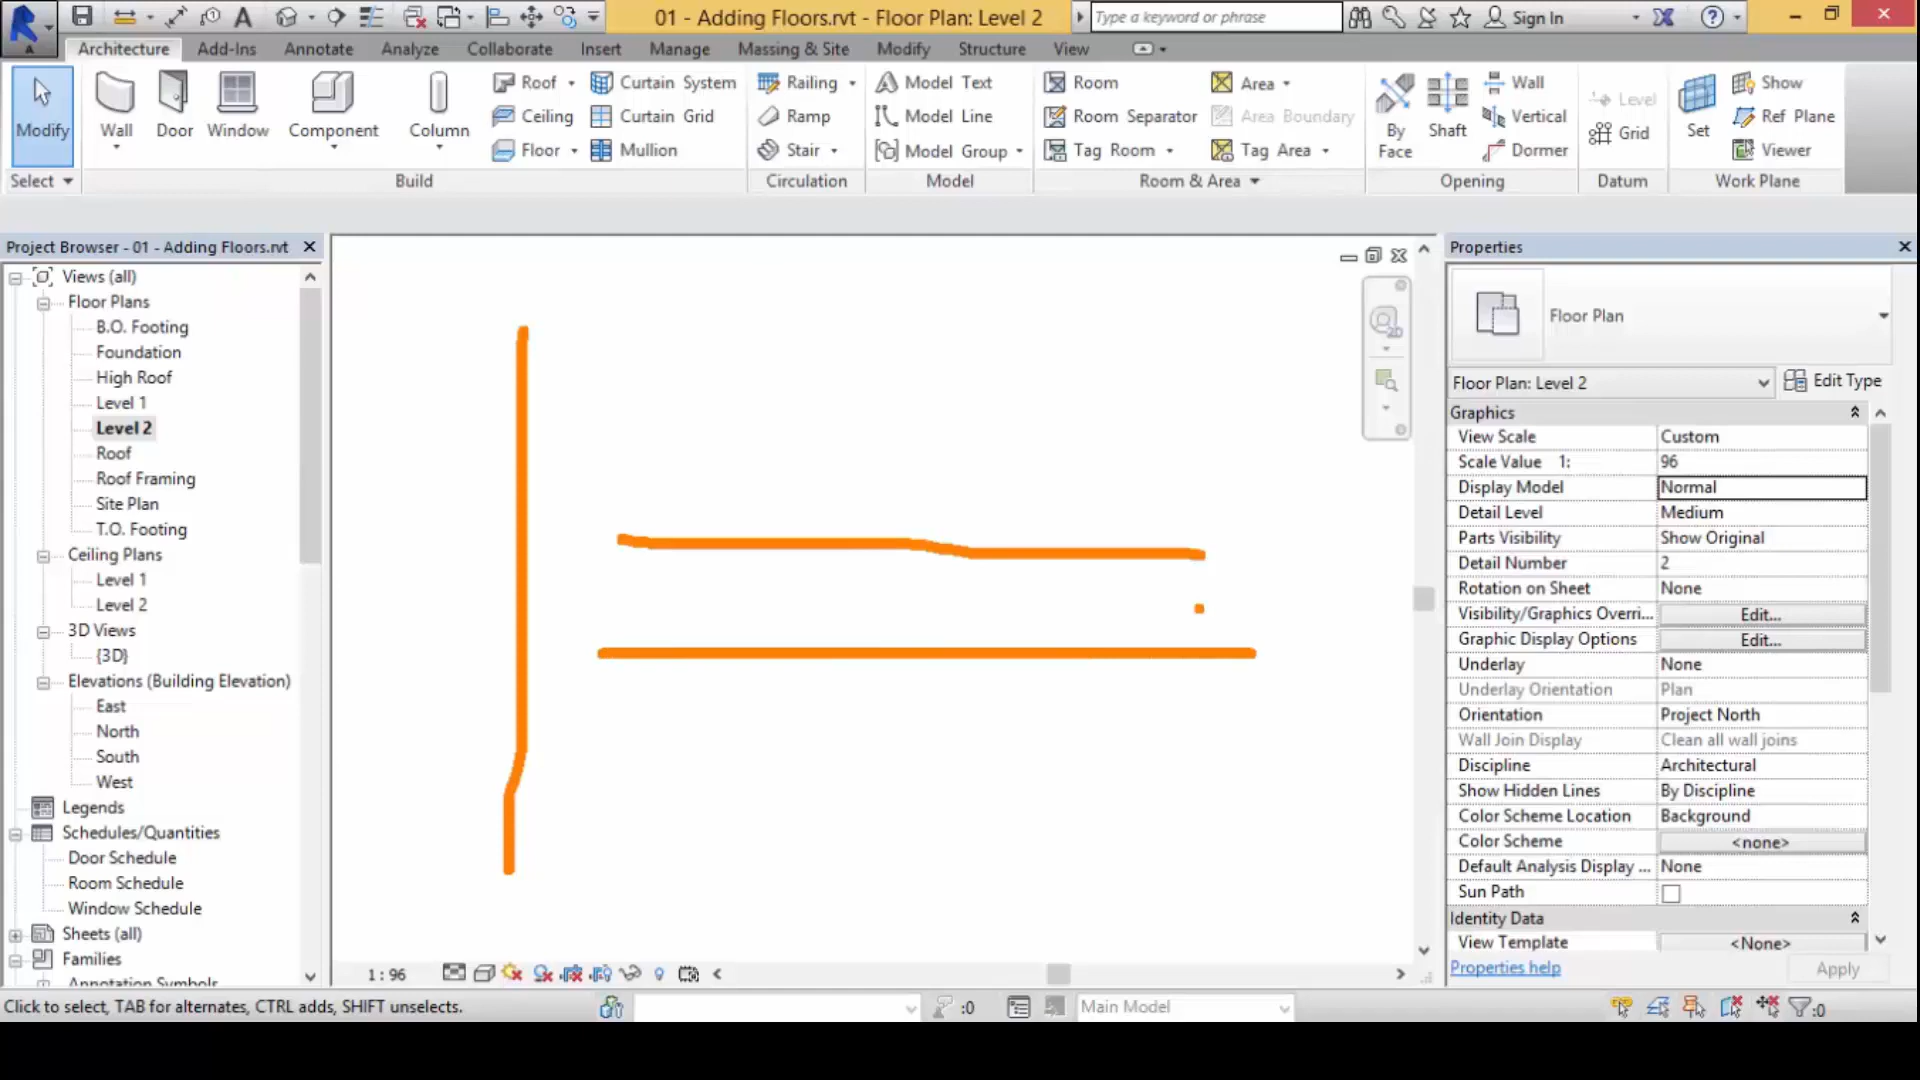 01 - Adding Floors.rvt - Floor Plan: Level 2
Type a keyword or phrase
Sign In
Architecture Add-Ins Annotate Analyze Collaborate Insert Manage Massing & Site Modify Structure View
Modify
Wall
Door
Window
Component
Column
Roof
Ceiling
Floor
Curtain System
Curtain Grid
Mullion
Railing
Ramp
Stair
Model Text
Model Line
Model Group
Room
Room Separator
Tag Room
Area
Area Boundary
Tag Area
By Face
Shaft
Wall
Vertical
Dormer
Level
Grid
Set
Show
Ref Plane
Viewer
Select Build Circulation Model Room & Area Opening Datum Work Plane
Project Browser - 01 - Adding Floors.rvt
Views (all)
Floor Plans
B.O. Footing
Foundation
High Roof
Level 1
Level 2
Roof
Roof Framing
Site Plan
T.O. Footing
Ceiling Plans
Level 1
Level 2
3D Views
{3D}
Elevations (Building Elevation)
East
North
South
West
Legends
Schedules/Quantities
Door Schedule
Room Schedule
Window Schedule
Sheets (all)
Families
Annotation Symbols
2D
1 : 96
Properties
Floor Plan
Floor Plan: Level 2
Edit Type
Graphics
View Scale Custom
Scale Value 1: 96
Display Model Normal
Detail Level Medium
Parts Visibility Show Original
Detail Number 2
Rotation on Sheet None
Visibility/Graphics Overri... Edit...
Graphic Display Options Edit...
Underlay None
Underlay Orientation Plan
Orientation Project North
Wall Join Display Clean all wall joins
Discipline Architectural
Show Hidden Lines By Discipline
Color Scheme Location Background
Color Scheme <none>
Default Analysis Display ... None
Sun Path
Identity Data
View Template <None>
Properties help
Apply
Click to select, TAB for alternates, CTRL adds, SHIFT unselects.
:0
Main Model
:0